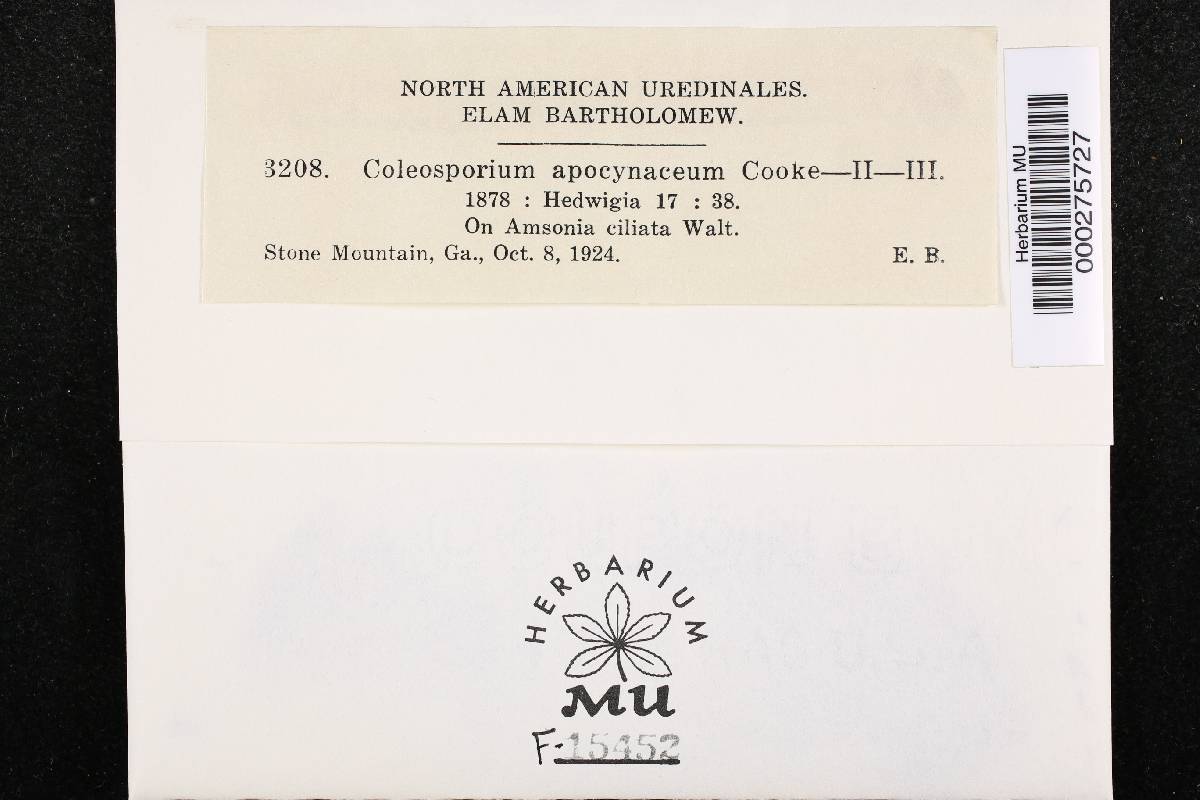 NORTH AMERICAN UREDINALES.
ELAM BARTHOLOMEW.
3208. Coleosporium apocynaceum Cooke—II—III.
1878 : Hedwigia 17 : 38.
On Amsonia ciliata Walt.
Stone Mountain, Ga., Oct. 8, 1924. E. B.
Herbarium MU
000275727
HERBARIUM
MU
F-15452